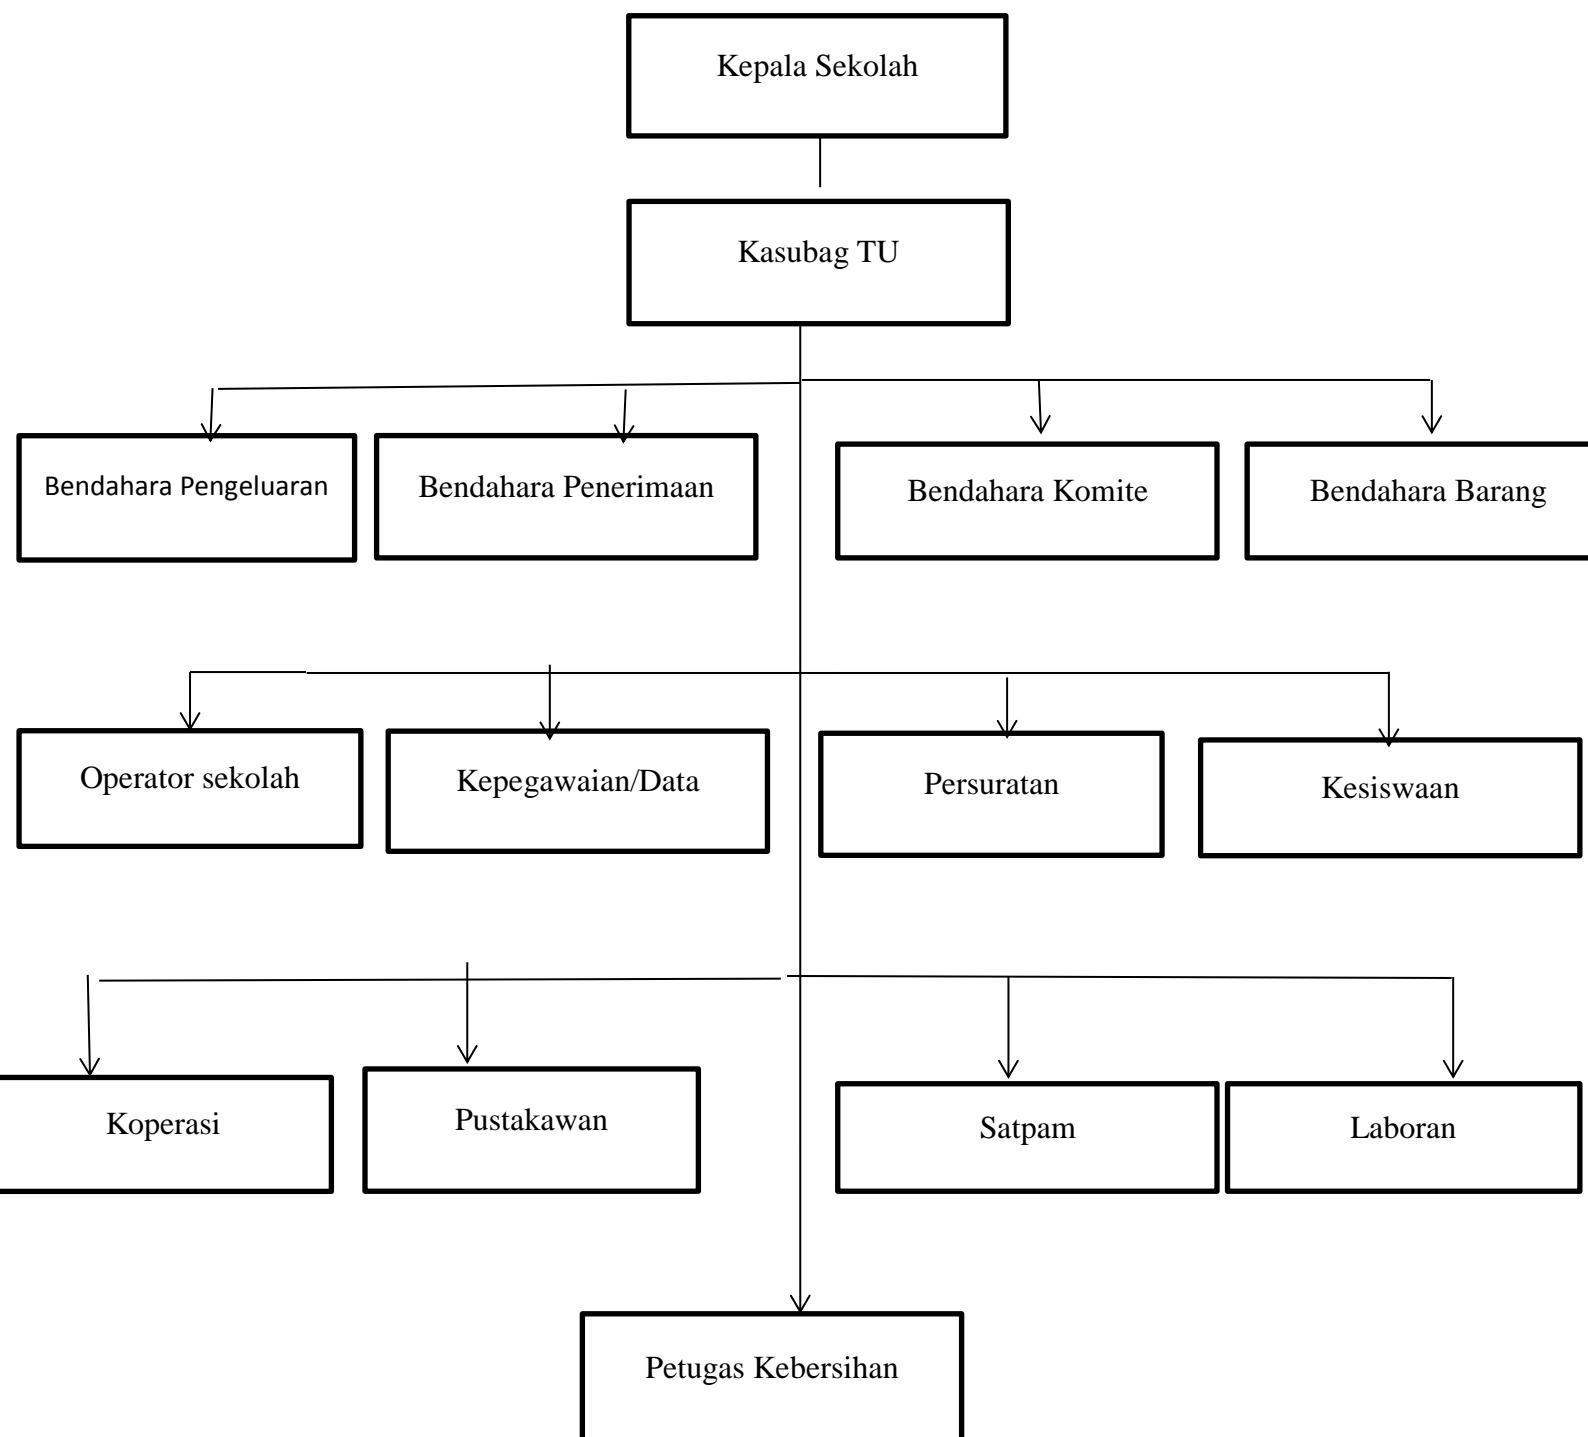 Kepala Sekolah
Kasubag TU
Bendahara Pengeluaran
Bendahara Penerimaan
Bendahara Komite
Bendahara Barang
Operator sekolah
Kepegawaian/Data
Persuratan
Kesiswaan
Koperasi
Pustakawan
Satpam
Laboran
Petugas Kebersihan